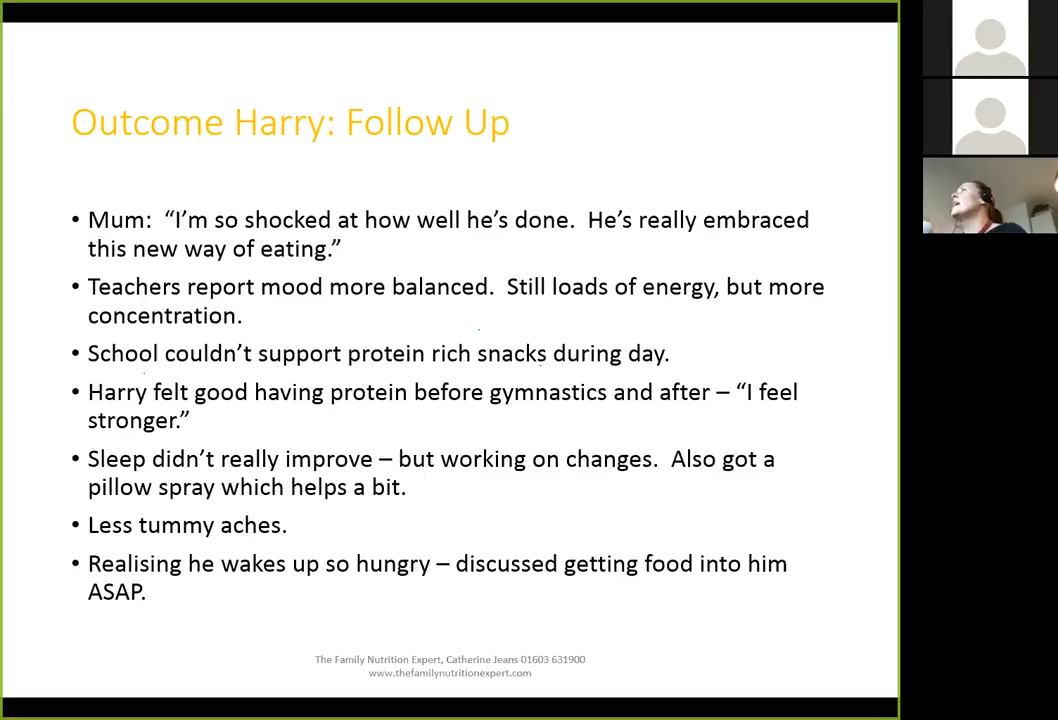 Outcome Harry: Follow Up
• Mum:  “I’m so shocked at how well he’s done.  He’s really embraced
this new way of eating.”
• Teachers report mood more balanced.  Still loads of energy, but more
concentration.
• School couldn’t support protein rich snacks during day.
• Harry felt good having protein before gymnastics and after – “I feel
stronger.”
• Sleep didn’t really improve – but working on changes.  Also got a
pillow spray which helps a bit.
• Less tummy aches.
• Realising he wakes up so hungry – discussed getting food into him
ASAP.
The Family Nutrition Expert, Catherine Jeans 01603 631900
www.thefamilynutritionexpert.com